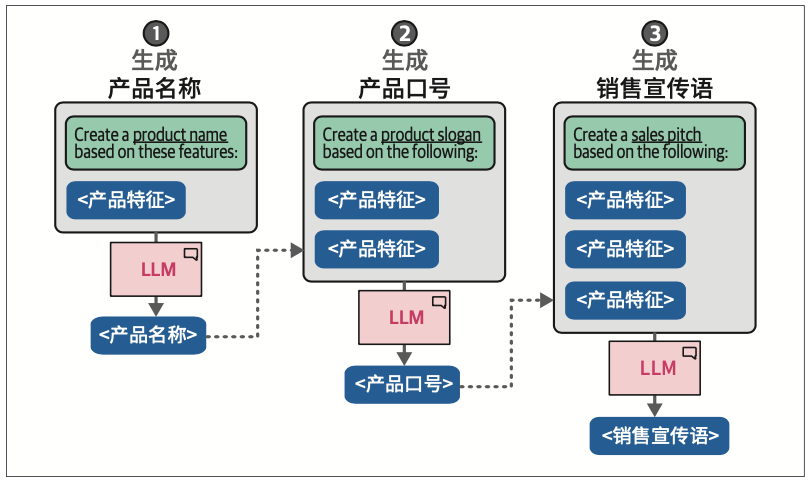 1
生成
产品名称
Create a product name
based on these features:
<产品特征>
LLM
<产品名称>
2
生成
产品口号
Create a product slogan
based on the following:
<产品特征>
<产品特征>
LLM
<产品口号>
3
生成
销售宣传语
Create a sales pitch
based on the following:
<产品特征>
<产品特征>
<产品特征>
LLM
<销售宣传语>